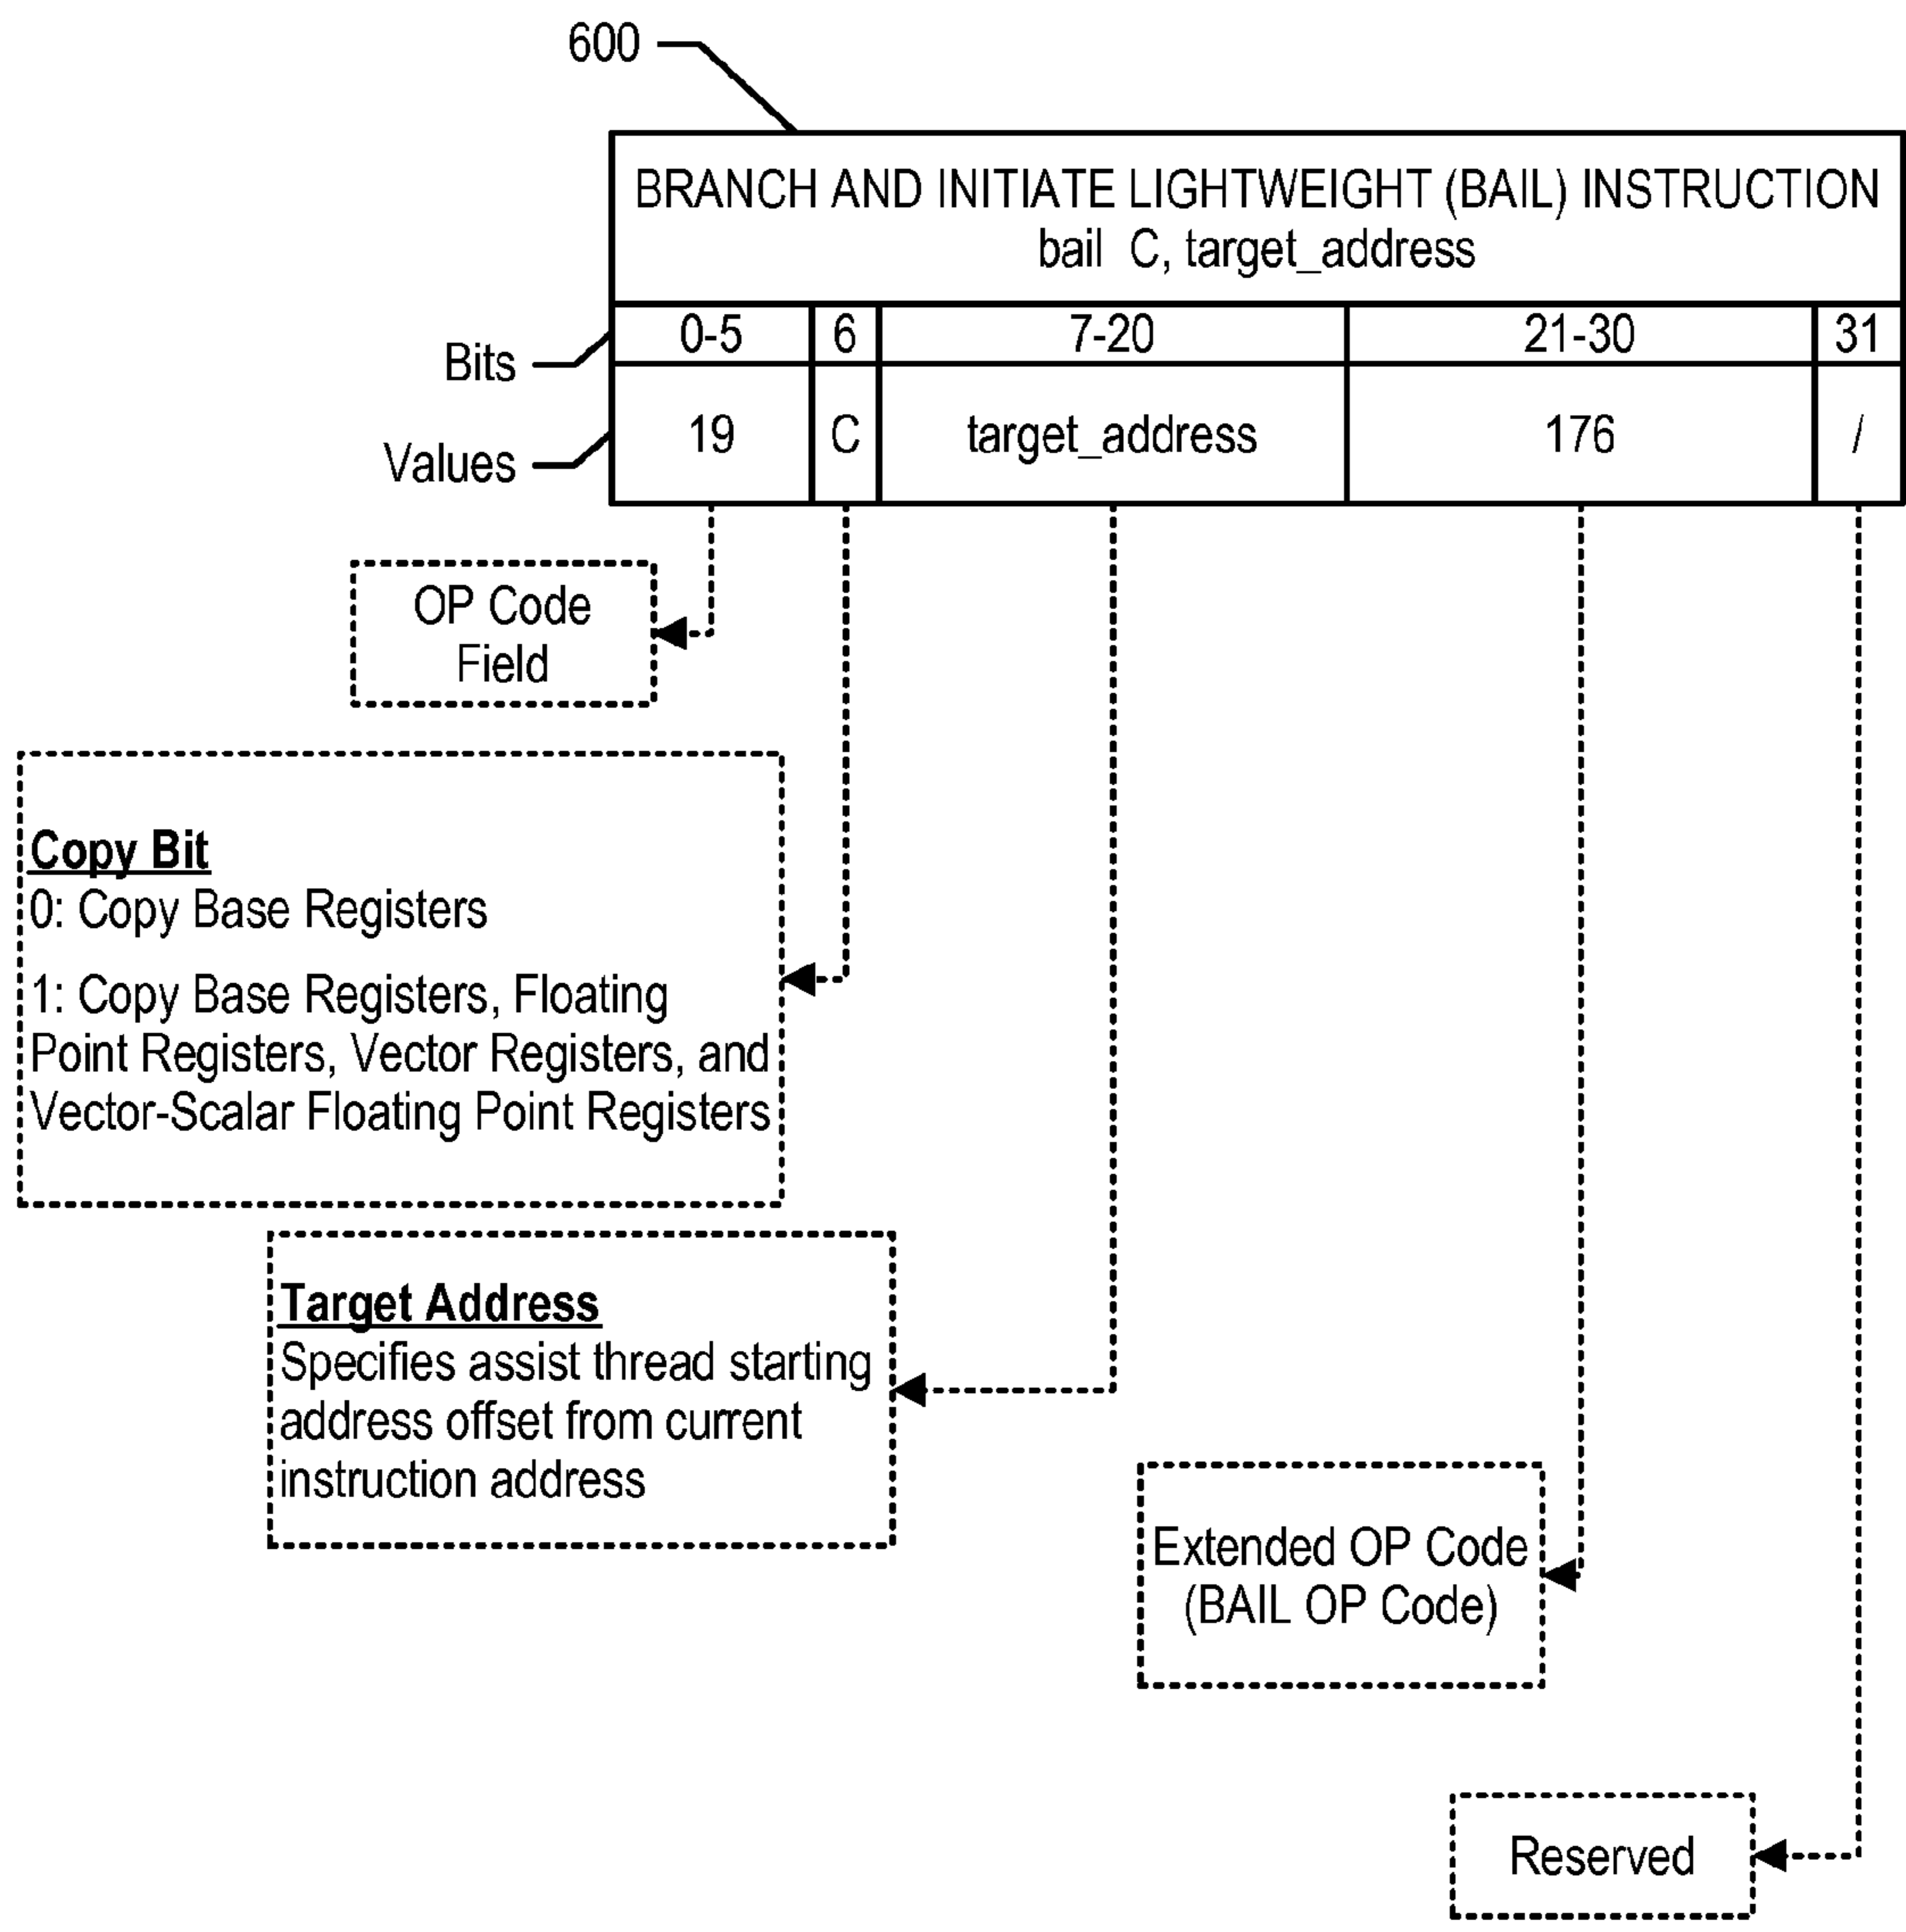 600
BRANCH AND INITIATE LIGHTWEIGHT (BAIL) INSTRUCTION
bail C, target_address
Bits
0-5 6 7-20 21-30 31
Values
19 C target_address 176 /
OP Code
Field
Copy Bit
0: Copy Base Registers
1: Copy Base Registers, Floating
Point Registers, Vector Registers, and
Vector-Scalar Floating Point Registers
Target Address
Specifies assist thread starting
address offset from current
instruction address
Extended OP Code
(BAIL OP Code)
Reserved